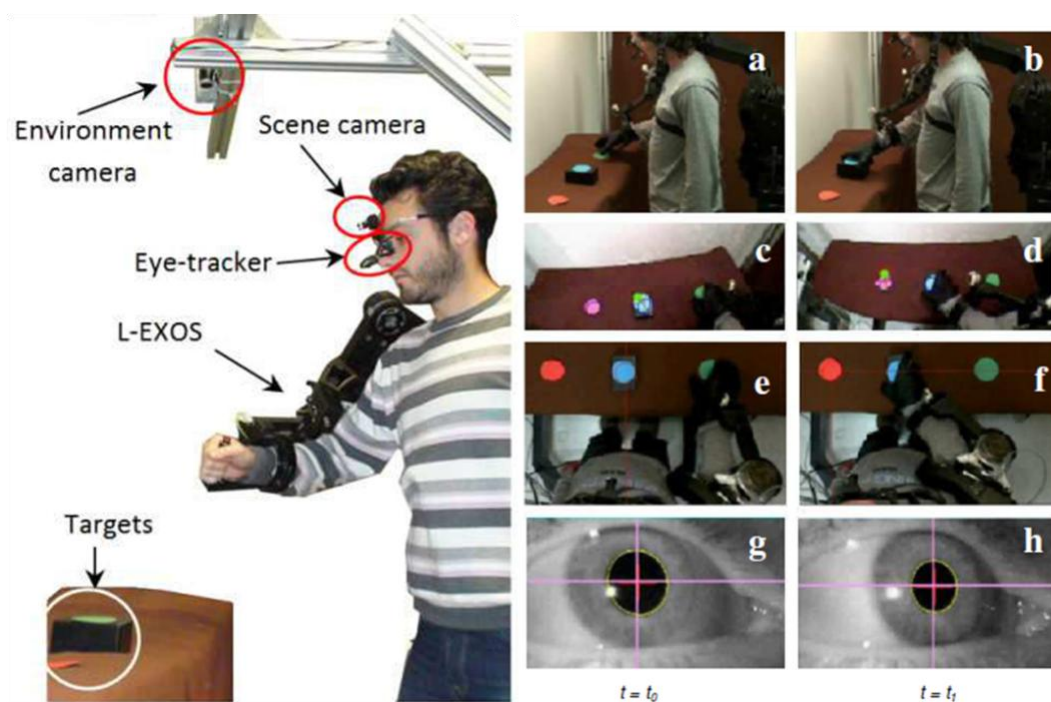 Environment
camera
Scene camera
Eye-tracker
L-EXOS
Targets
a
b
c
d
e
f
g
h
t = t₀
t = t₁